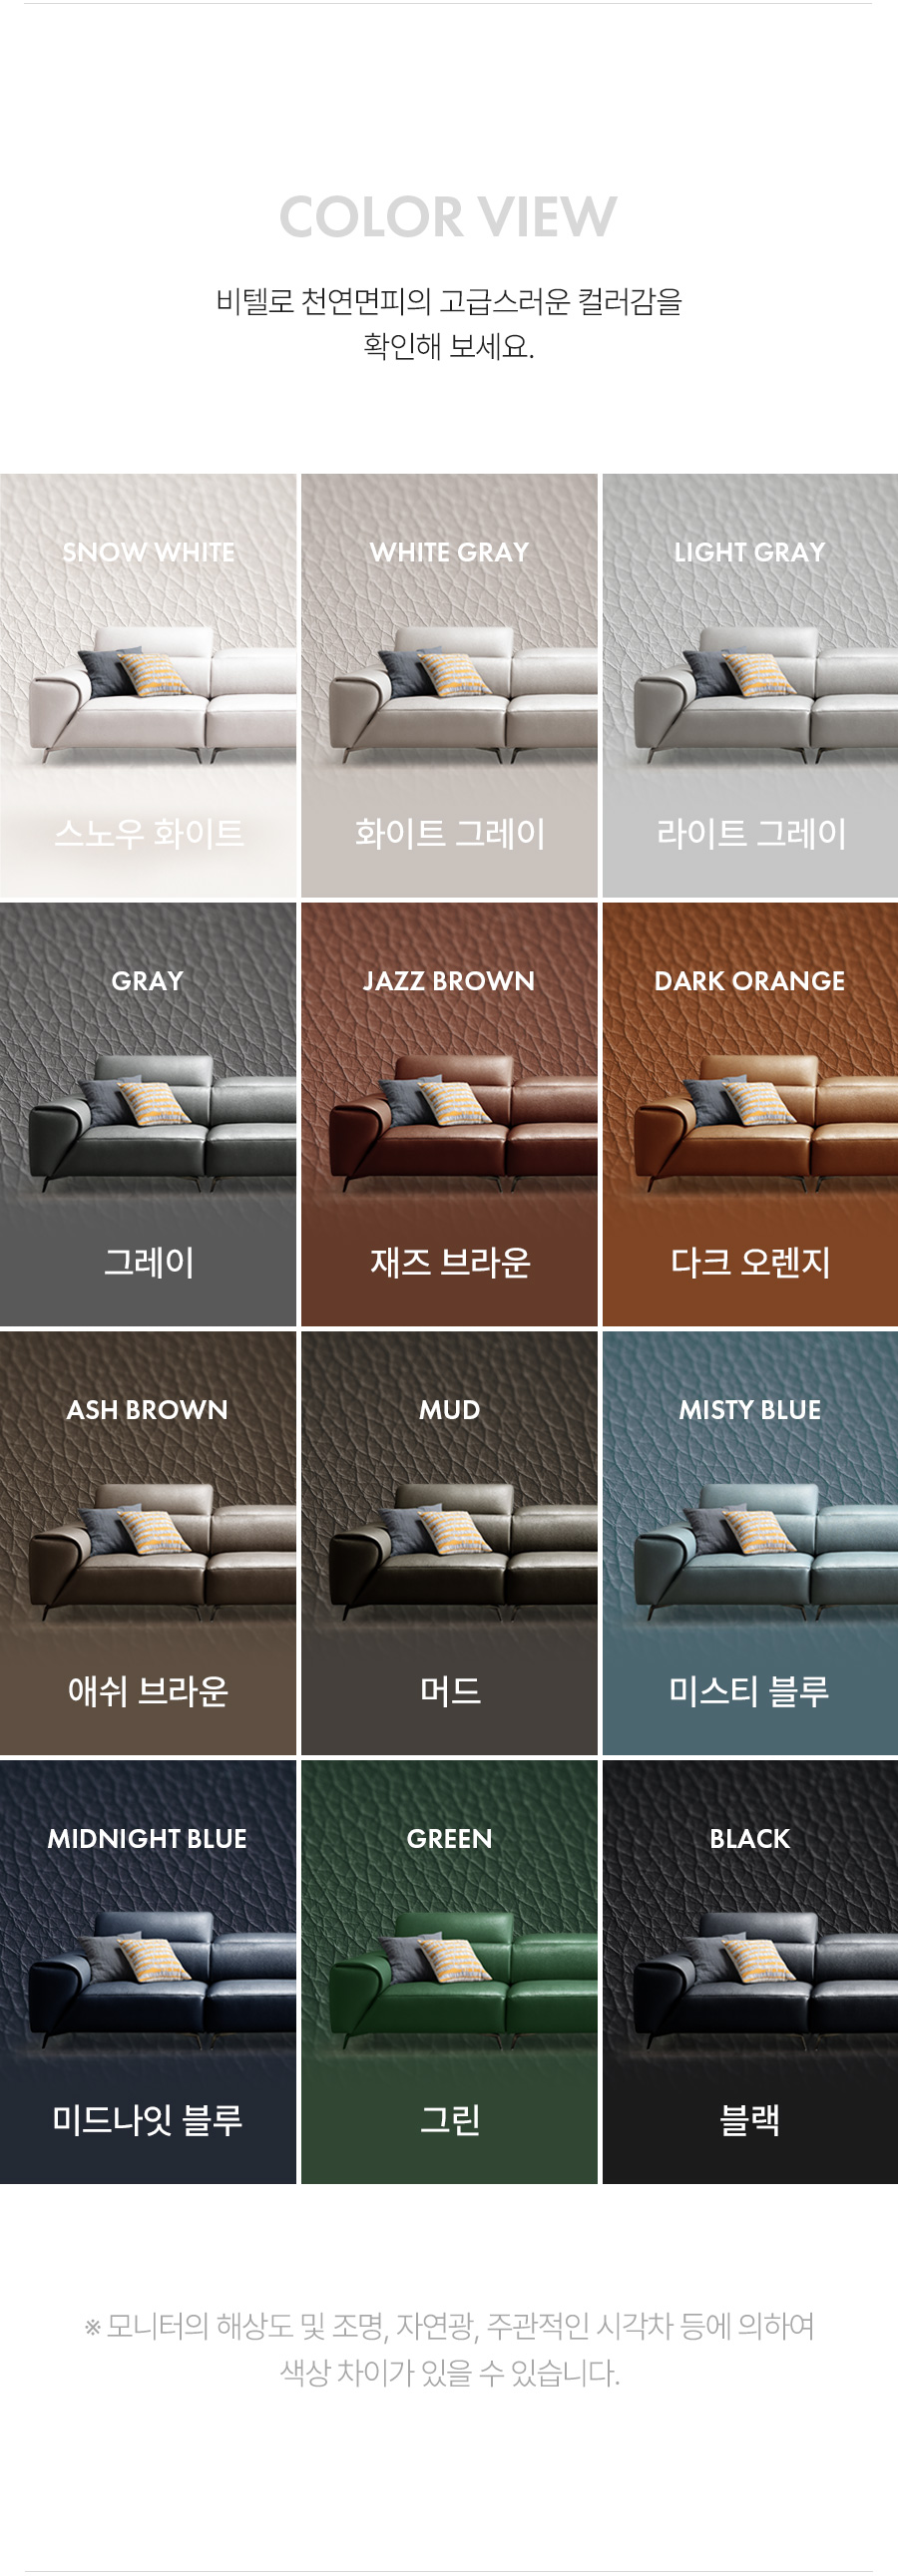 COLOR VIEW
비텔로 천연면피의 고급스러운 컬러감을
확인해 보세요.
SNOW WHITE
스노우 화이트
WHITE GRAY
화이트 그레이
LIGHT GRAY
라이트 그레이
GRAY
그레이
JAZZ BROWN
재즈 브라운
DARK ORANGE
다크 오렌지
ASH BROWN
애쉬 브라운
MUD
머드
MISTY BLUE
미스티 블루
MIDNIGHT BLUE
미드나잇 블루
GREEN
그린
BLACK
블랙
※ 모니터의 해상도 및 조명, 자연광, 주관적인 시각차 등에 의하여
색상 차이가 있을 수 있습니다.